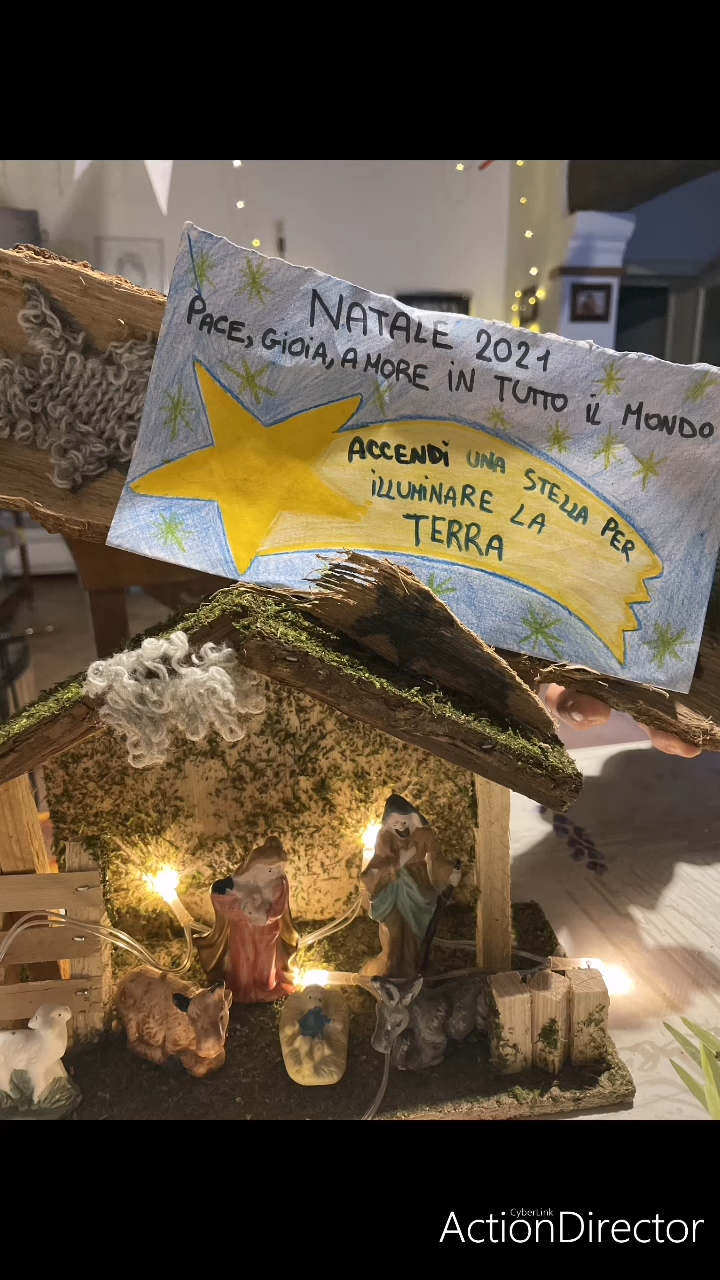 NATALE 2021
PACE, GIOIA, AMORE IN TUTTO IL MONDO
ACCENDI UNA STELLA PER
ILLUMINARE LA
TERRA
CyberLink
ActionDirector